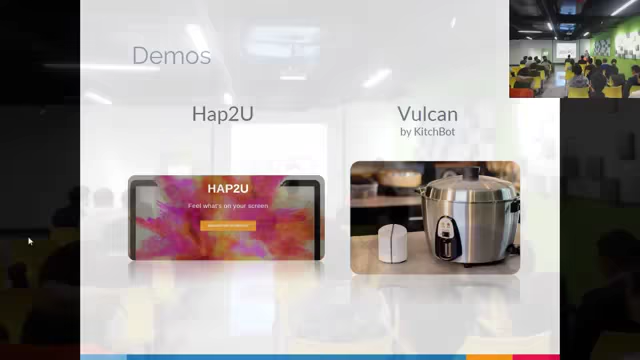 Demos
Hap2U
Vulcan
by KitchBot
HAP2U
Feel what's on your screen